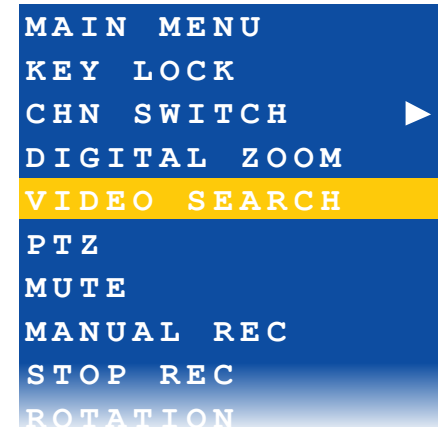 MAIN MENU
KEY LOCK
CHN SWITCH
DIGITAL ZOOM
VIDEO SEARCH
PTZ
MUTE
MANUAL REC
STOP REC
ROTATION